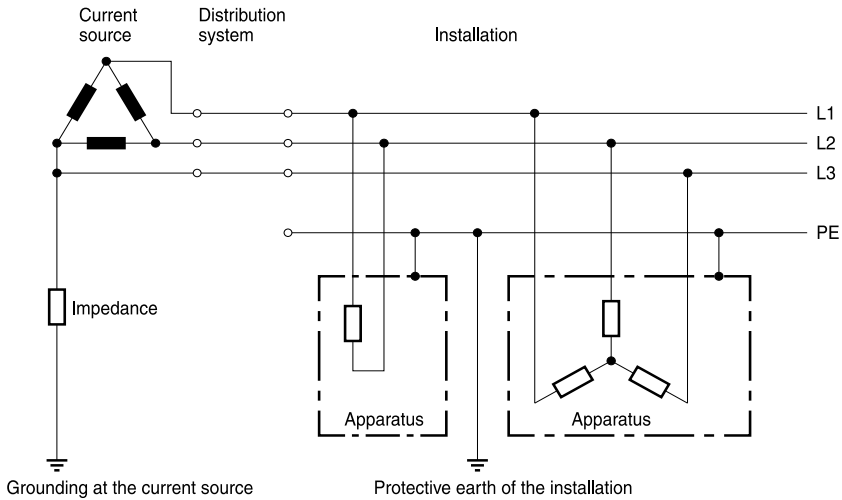 Current
source
Distribution
system
Installation
L1
L2
L3
PE
Impedance
Apparatus
Apparatus
Grounding at the current source
Protective earth of the installation